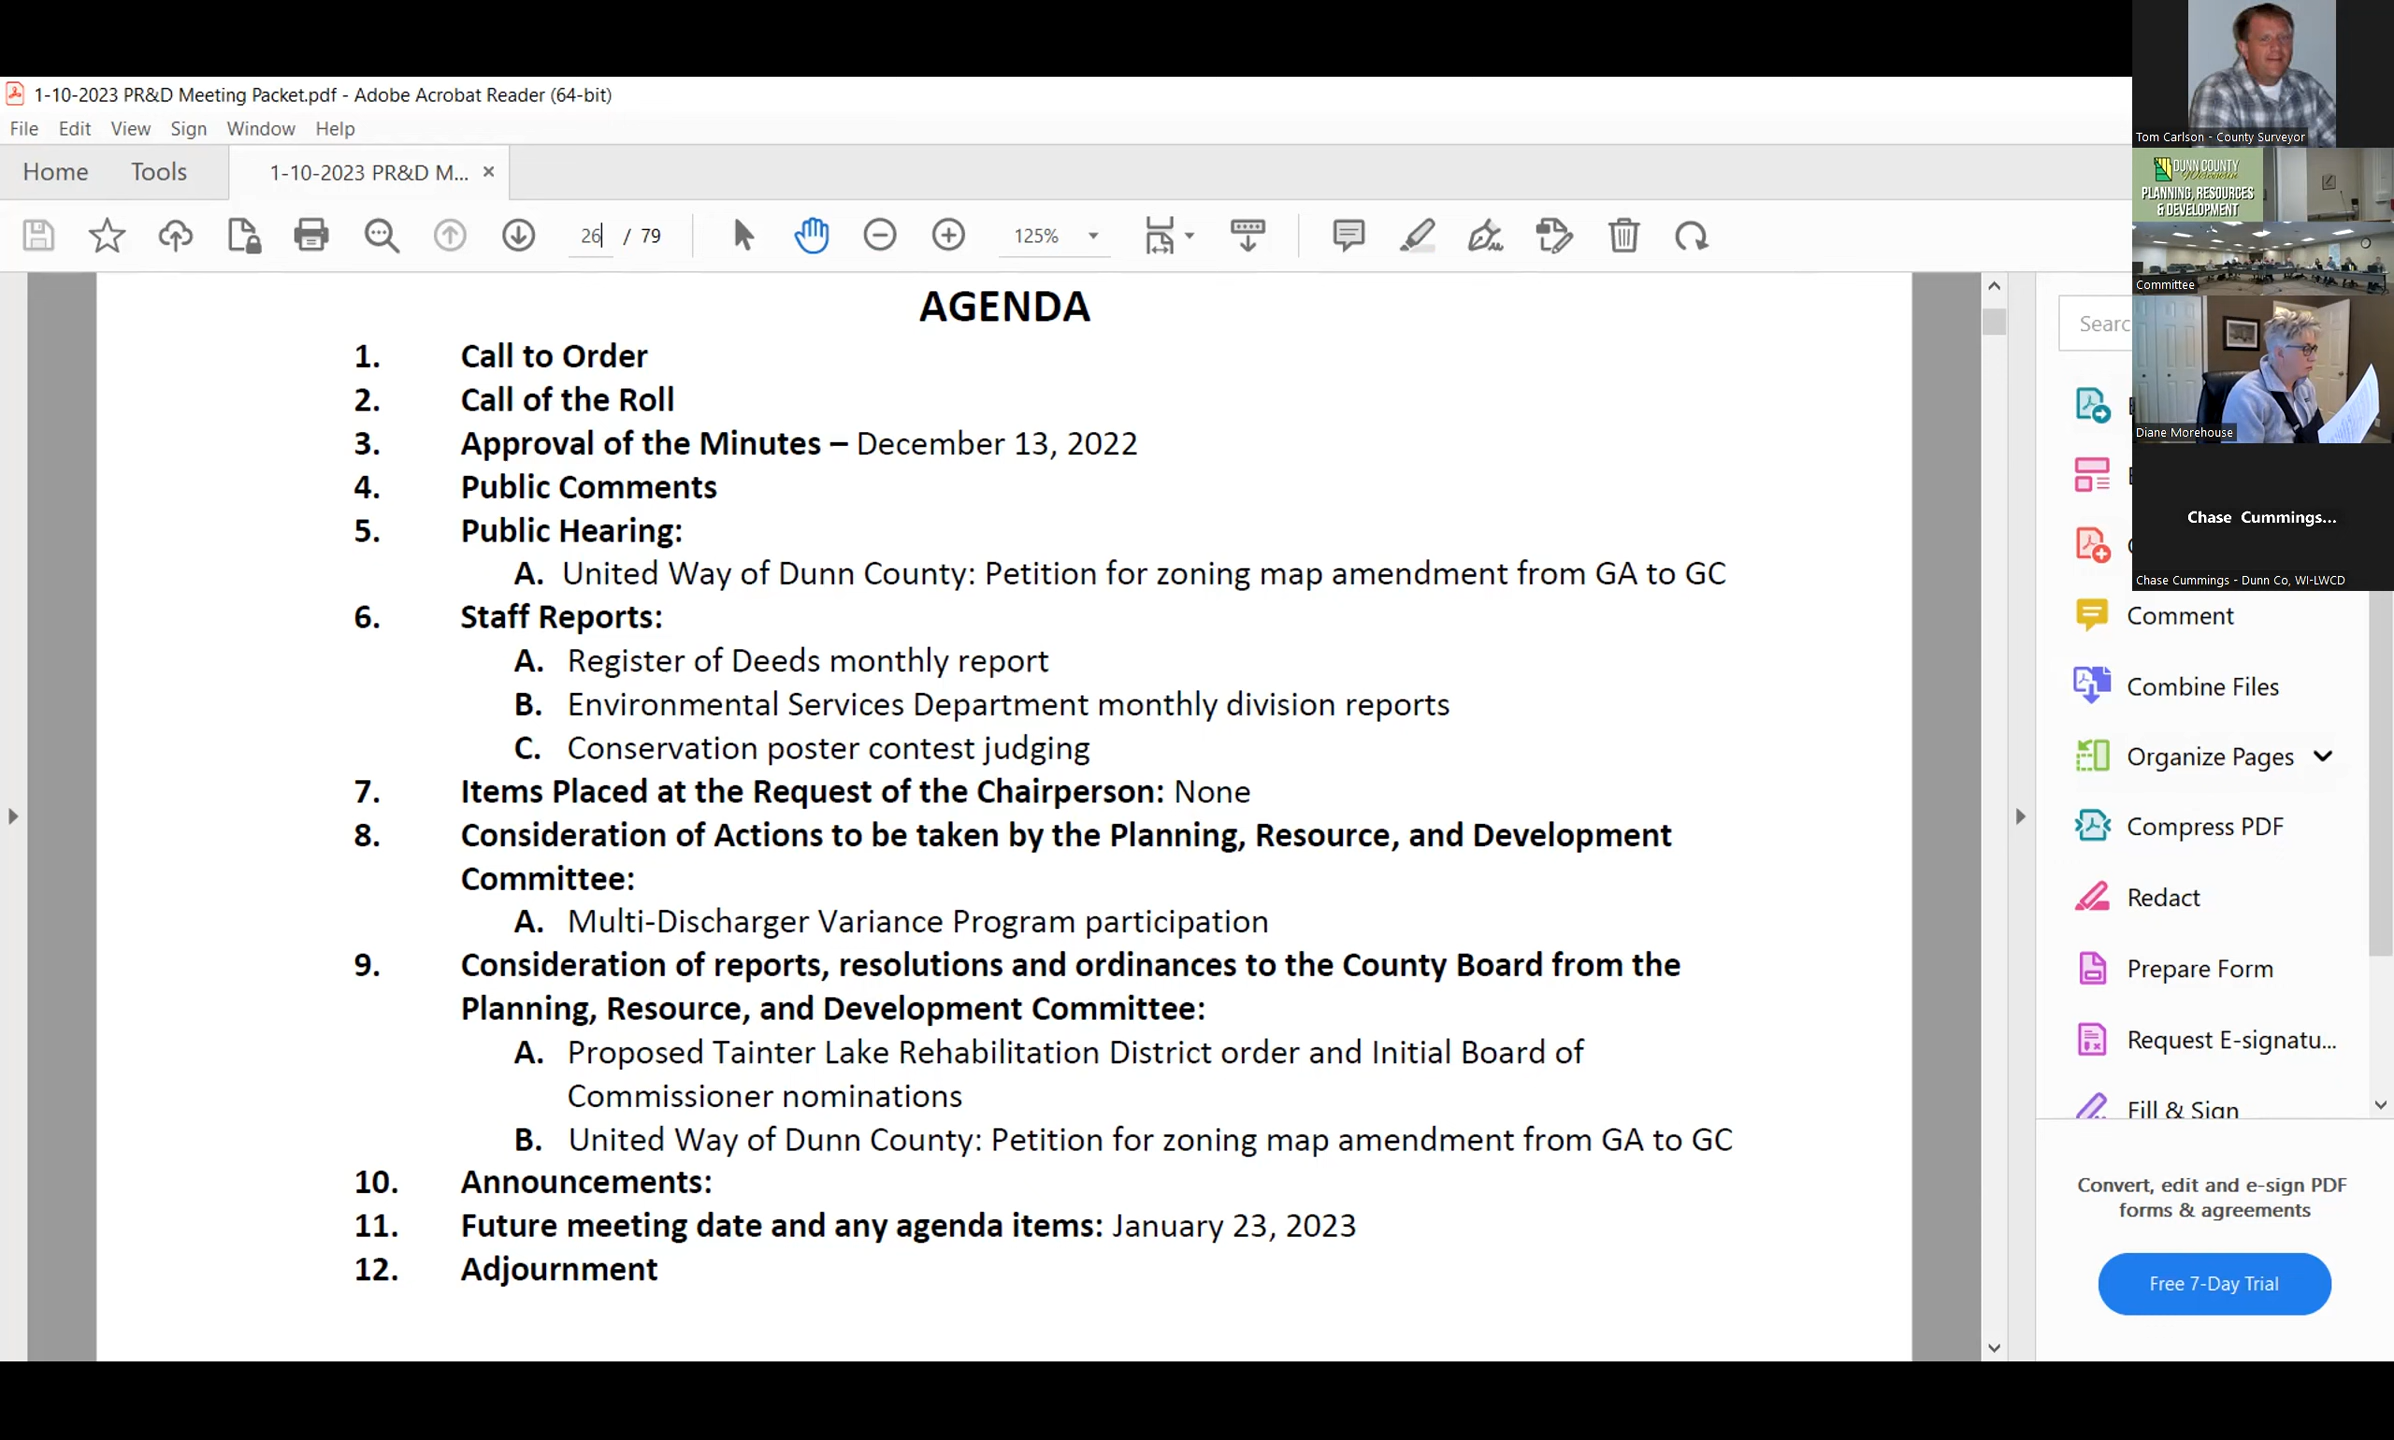 1-10-2023 PR&D Meeting Packet.pdf - Adobe Acrobat Reader (64-bit)
File Edit View Sign Window Help
Home Tools 1-10-2023 PR&D M... ×
26 / 79 125%
AGENDA
1. Call to Order
2. Call of the Roll
3. Approval of the Minutes – December 13, 2022
4. Public Comments
5. Public Hearing:
A. United Way of Dunn County: Petition for zoning map amendment from GA to GC
6. Staff Reports:
A. Register of Deeds monthly report
B. Environmental Services Department monthly division reports
C. Conservation poster contest judging
7. Items Placed at the Request of the Chairperson: None
8. Consideration of Actions to be taken by the Planning, Resource, and Development
Committee:
A. Multi-Discharger Variance Program participation
9. Consideration of reports, resolutions and ordinances to the County Board from the
Planning, Resource, and Development Committee:
A. Proposed Tainter Lake Rehabilitation District order and Initial Board of
Commissioner nominations
B. United Way of Dunn County: Petition for zoning map amendment from GA to GC
10. Announcements:
11. Future meeting date and any agenda items: January 23, 2023
12. Adjournment
Searc
Comment
Combine Files
Organize Pages
Compress PDF
Redact
Prepare Form
Request E-signatu...
Fill & Sign
Convert, edit and e-sign PDF
forms & agreements
Free 7-Day Trial
Tom Carlson - County Surveyor
DUNN COUNTY
Wisconsin
PLANNING, RESOURCES
& DEVELOPMENT
Committee
Diane Morehouse
Chase Cummings...
Chase Cummings - Dunn Co, WI-LWCD